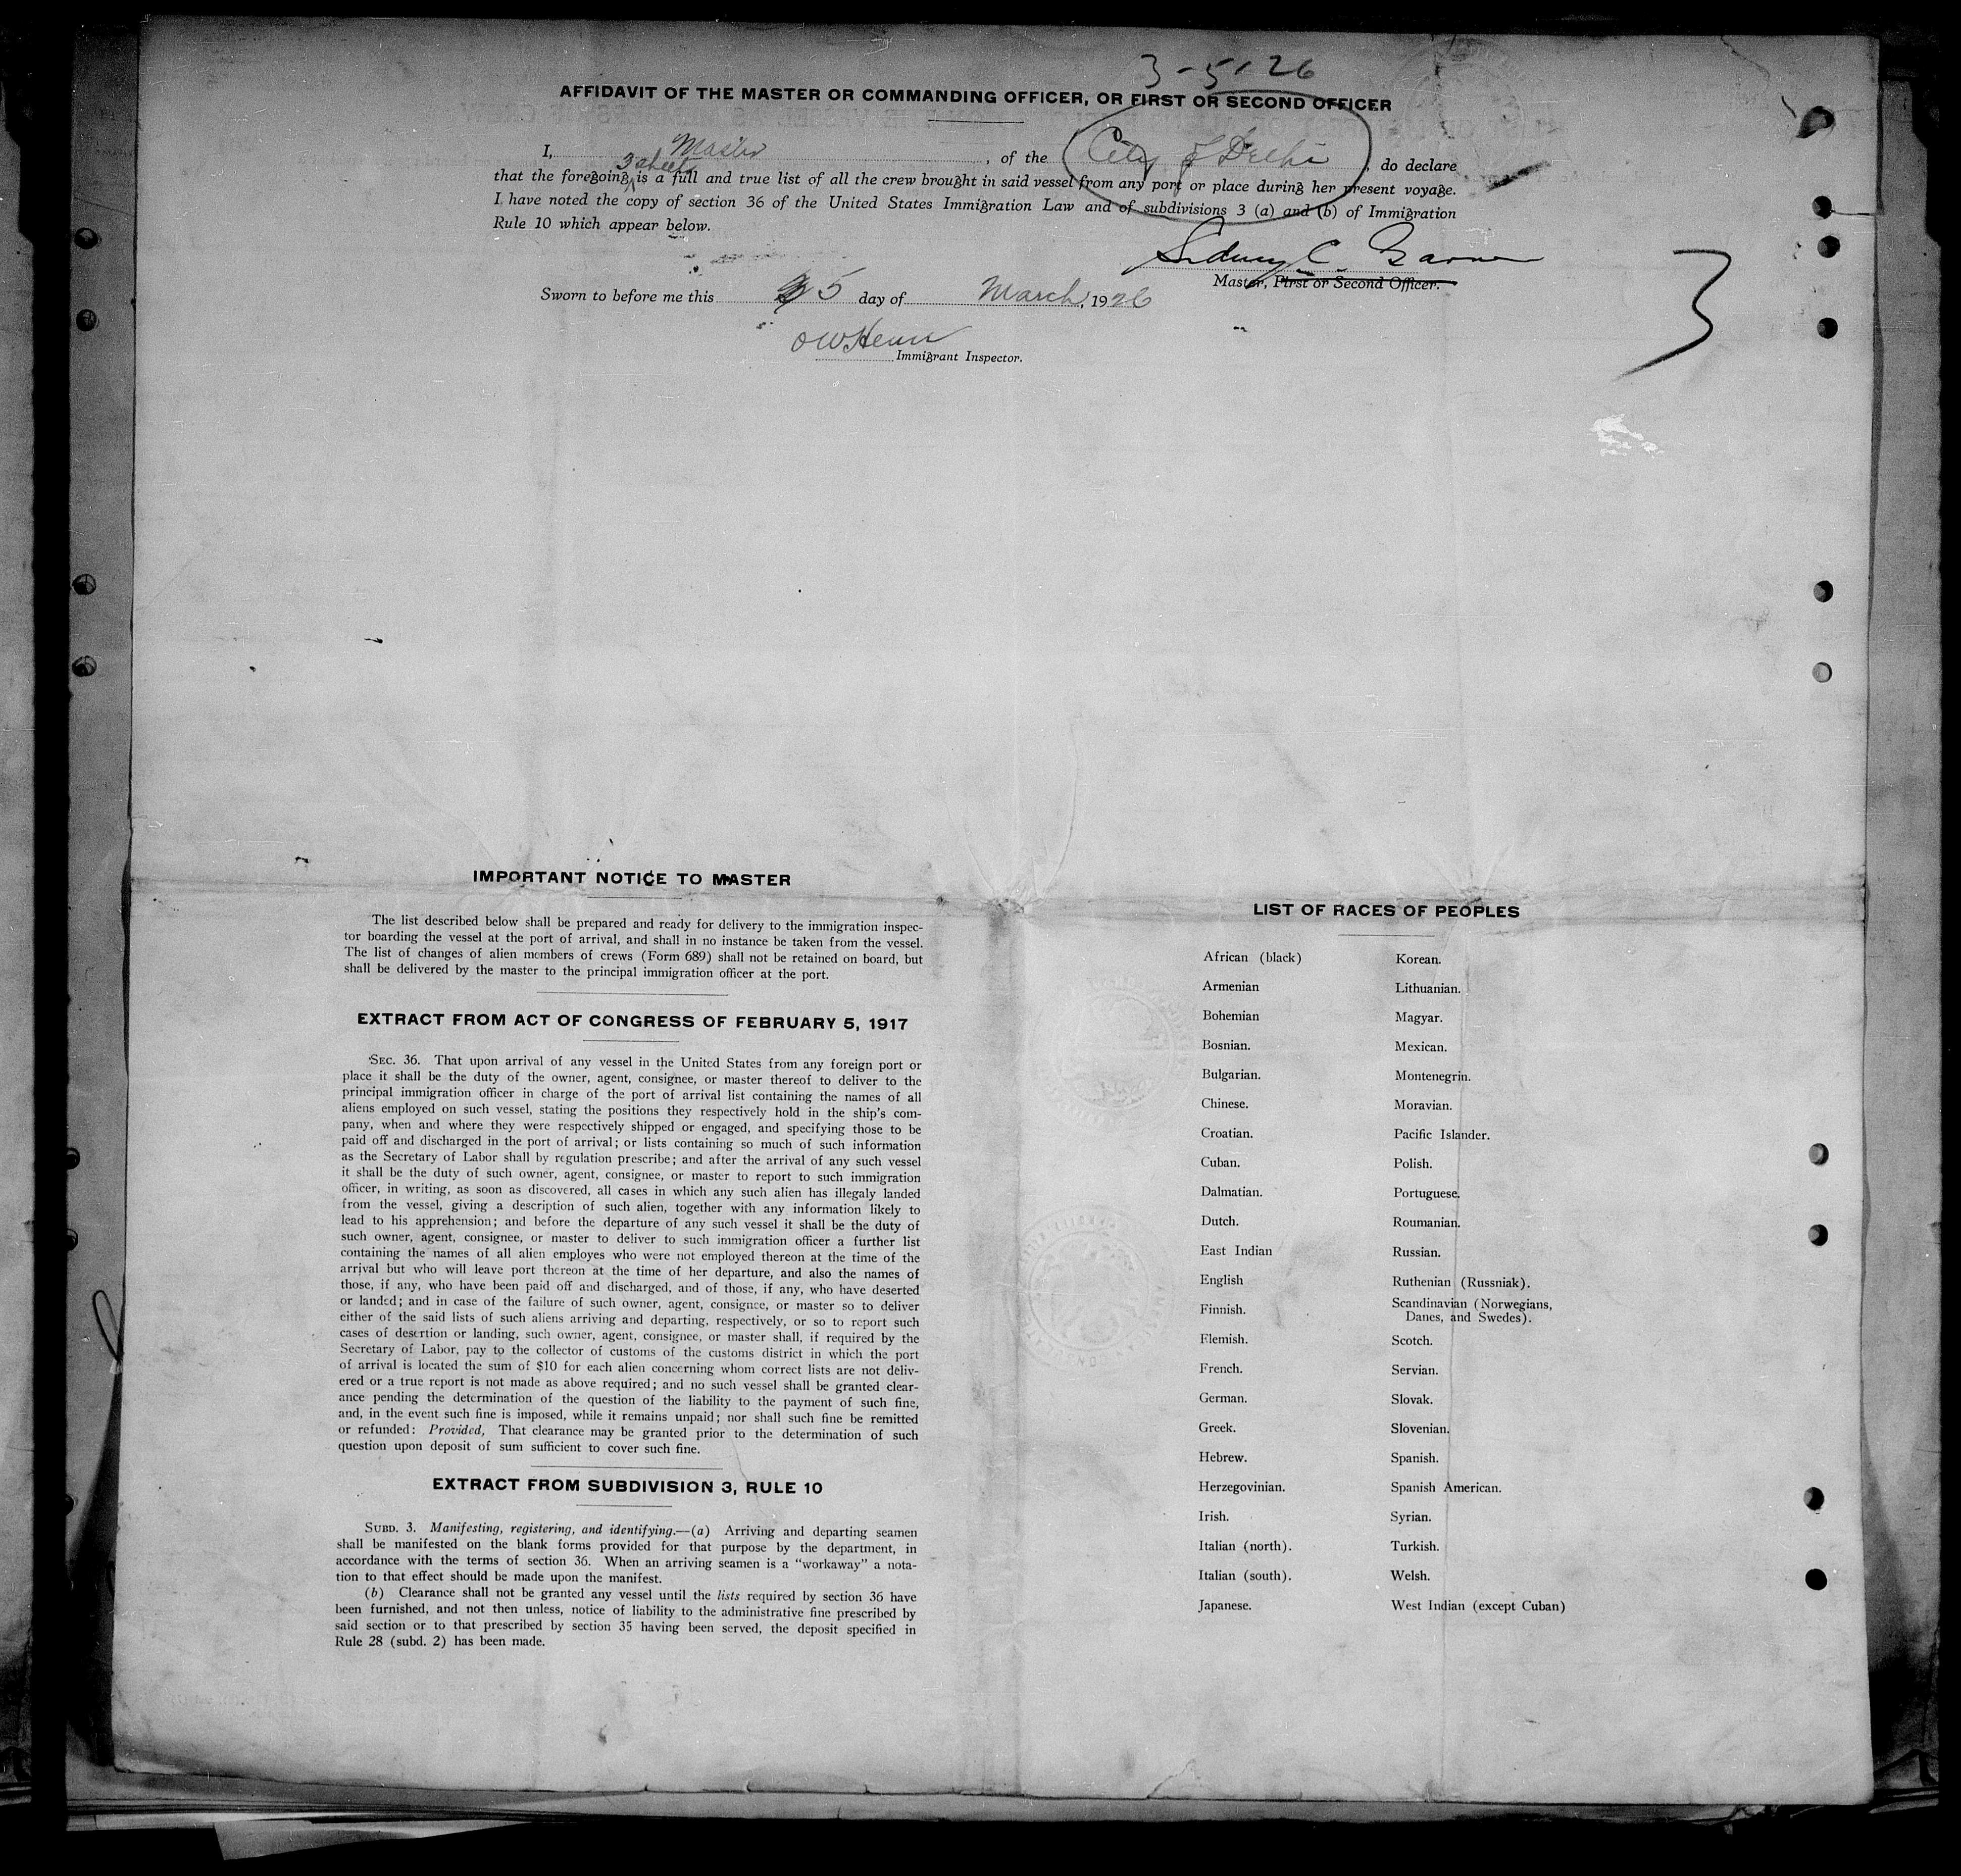 3-5-26
AFFIDAVIT OF THE MASTER OR COMMANDING OFFICER, OR FIRST OR SECOND OFFICER
I, Master, of the City of Delhi, do declare
3 sheets
that the foregoing is a full and true list of all the crew brought in said vessel from any port or place during her present voyage.
I have noted the copy of section 36 of the United States Immigration Law and of subdivisions 3 (a) and (b) of Immigration
Rule 10 which appear below.
Sidney C.
Master, First or Second Officer.
3
Sworn to before me this 5 day of March, 1926
Immigrant Inspector.
IMPORTANT NOTICE TO MASTER
The list described below shall be prepared and ready for delivery to the immigration inspec-
tor boarding the vessel at the port of arrival, and shall in no instance be taken from the vessel.
The list of changes of alien members of crews (Form 689) shall not be retained on board, but
shall be delivered by the master to the principal immigration officer at the port.
EXTRACT FROM ACT OF CONGRESS OF FEBRUARY 5, 1917
SEC. 36. That upon arrival of any vessel in the United States from any foreign port or
place it shall be the duty of the owner, agent, consignee, or master thereof to deliver to the
principal immigration officer in charge of the port of arrival list containing the names of all
aliens employed on such vessel, stating the positions they respectively hold in the ship's com-
pany, when and where they were respectively shipped or engaged, and specifying those to be
paid off and discharged in the port of arrival; or lists containing so much of such information
as the Secretary of Labor shall by regulation prescribe; and after the arrival of any such vessel
it shall be the duty of such owner, agent, consignee, or master to report to such immigration
officer, in writing, as soon as discovered, all cases in which any such alien has illegaly landed
from the vessel, giving a description of such alien, together with any information likely to
lead to his apprehension; and before the departure of any such vessel it shall be the duty of
such owner, agent, consignee, or master to deliver to such immigration officer a further list
containing the names of all alien employes who were not employed thereon at the time of the
arrival but who will leave port thereon at the time of her departure, and also the names of
those, if any, who have been paid off and discharged, and of those, if any, who have deserted
or landed; and in case of the failure of such owner, agent, consignee, or master so to deliver
either of the said lists of such aliens arriving and departing, respectively, or so to report such
cases of desertion or landing, such owner, agent, consignee, or master shall, if required by the
Secretary of Labor, pay to the collector of customs of the customs district in which the port
of arrival is located the sum of $10 for each alien concerning whom correct lists are not deliv-
ered or a true report is not made as above required; and no such vessel shall be granted clear-
ance pending the determination of the question of the liability to the payment of such fine,
and, in the event such fine is imposed, while it remains unpaid; nor shall such fine be remitted
or refunded: Provided, That clearance may be granted prior to the determination of such
question upon deposit of sum sufficient to cover such fine.
EXTRACT FROM SUBDIVISION 3, RULE 10
SUBD. 3. Manifesting, registering, and identifying.—(a) Arriving and departing seamen
shall be manifested on the blank forms provided for that purpose by the department, in
accordance with the terms of section 36. When an arriving seamen is a "workaway" a nota-
tion to that effect should be made upon the manifest.
(b) Clearance shall not be granted any vessel until the lists required by section 36 have
been furnished, and not then unless, notice of liability to the administrative fine prescribed by
said section or to that prescribed by section 35 having been served, the deposit specified in
Rule 28 (subd. 2) has been made.
LIST OF RACES OF PEOPLES
African (black)
Armenian
Bohemian
Bosnian.
Bulgarian.
Chinese.
Croatian.
Cuban.
Dalmatian.
Dutch.
East Indian
English
Finnish.
Flemish.
French.
German.
Greek.
Hebrew.
Herzegovinian.
Irish.
Italian (north).
Italian (south).
Japanese.
Korean.
Lithuanian.
Magyar.
Mexican.
Montenegrin.
Moravian.
Pacific Islander.
Polish.
Portuguese.
Roumanian.
Russian.
Ruthenian (Russniak).
Scandinavian (Norwegians,
Danes, and Swedes).
Scotch.
Servian.
Slovak.
Slovenian.
Spanish.
Spanish American.
Syrian.
Turkish.
Welsh.
West Indian (except Cuban)